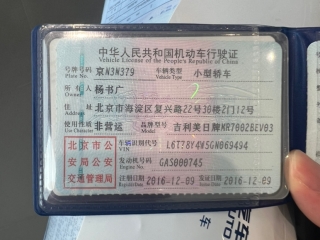 中华人民共和国机动车行驶证
Vehicle License of the People's Republic of China
号牌号码 京N3N379 车辆类型 小型轿车
Plate No. Vehicle Type
所有人 杨书广
Owner
住址 北京市海淀区复兴路22号30楼2门12号
Address
使用性质 非营运 品牌型号 吉利美日牌MR7002BEV03
Use Character Model
北京市公 车辆识别代号 L6T78Y4W5GN069494
VIN
安局公安 发动机号码 GAS000745
Engine No.
交通管理局 注册日期 2016-12-09 发证日期 2016-12-09
Register Date Issue Date